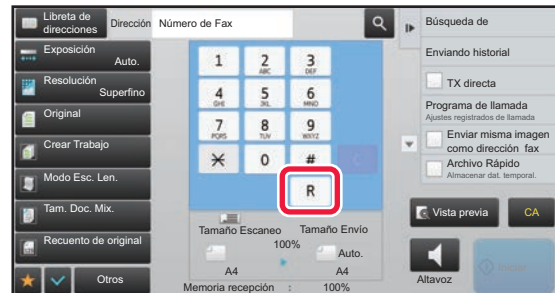 Libreta de
direcciones
Dirección
Número de Fax
Exposición
Auto.
Resolución
Superfino
Original
Crear Trabajo
Modo Esc. Len.
Tam. Doc. Mix.
Recuento de original
Otros
1
2
ABC
3
DEF
4
GHI
5
JKL
6
MNO
7
PQRS
8
TUV
9
WXYZ
0
#
C
R
Tamaño Escaneo
Tamaño Envío
100%
Auto.
A4
A4
Memoria recepción : 100%
Búsqueda de
Enviando historial
TX directa
Programa de llamada
Ajustes registrados de llamada
Enviar misma imagen
como dirección fax
Archivo Rápido
Almacenar dat. temporal.
Vista previa
CA
Altavoz